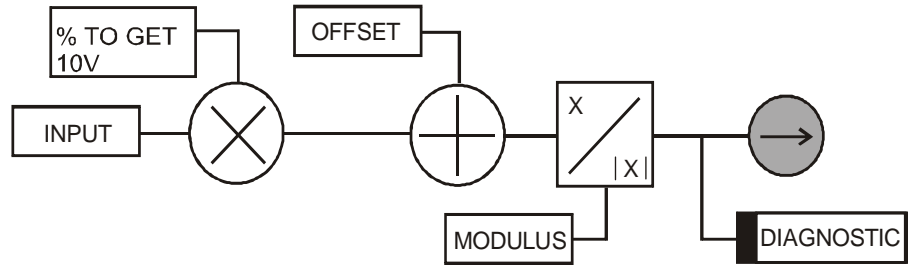 % TO GET
10V
OFFSET
INPUT
X
|X|
MODULUS
DIAGNOSTIC